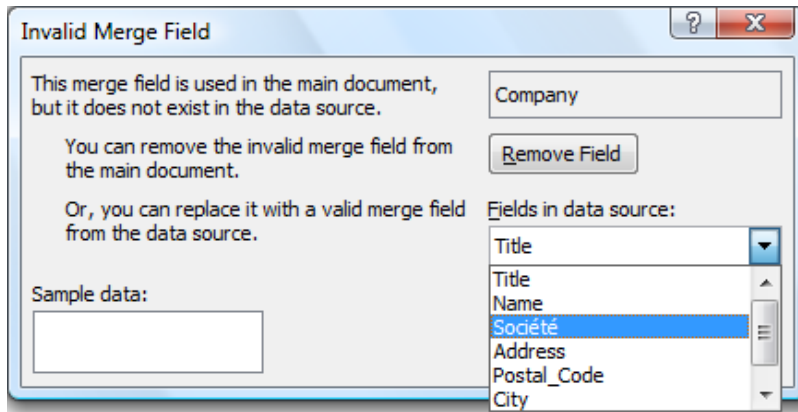 Invalid Merge Field
This merge field is used in the main document,
but it does not exist in the data source.
Company
You can remove the invalid merge field from
the main document.
Remove Field
Or, you can replace it with a valid merge field
from the data source.
Fields in data source:
Title
Title
Name
Société
Address
Postal_Code
City
Sample data: